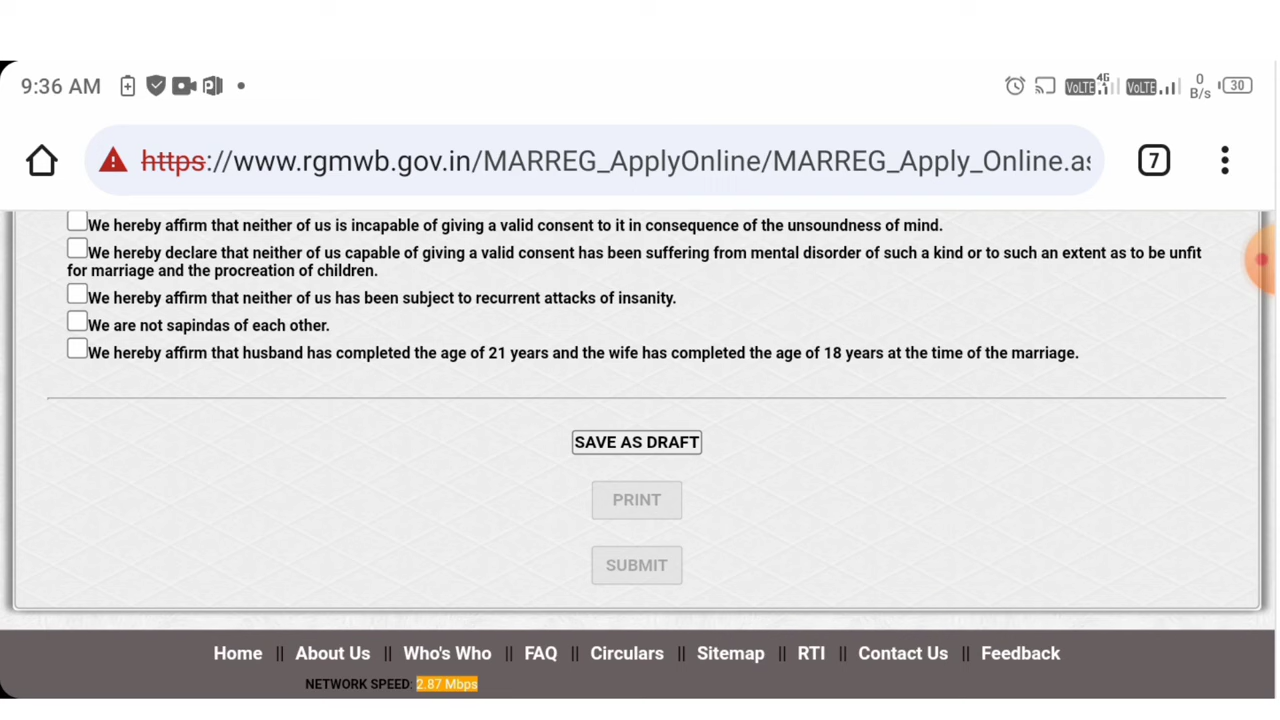 9:36 AM
VoLTE 4G VoLTE 0 B/s 30
https://www.rgmwb.gov.in/MARREG_ApplyOnline/MARREG_Apply_Online.as
7
We hereby affirm that neither of us is incapable of giving a valid consent to it in consequence of the unsoundness of mind.
We hereby declare that neither of us capable of giving a valid consent has been suffering from mental disorder of such a kind or to such an extent as to be unfit
for marriage and the procreation of children.
We hereby affirm that neither of us has been subject to recurrent attacks of insanity.
We are not sapindas of each other.
We hereby affirm that husband has completed the age of 21 years and the wife has completed the age of 18 years at the time of the marriage.
SAVE AS DRAFT
PRINT
SUBMIT
Home || About Us || Who's Who || FAQ || Circulars || Sitemap || RTI || Contact Us || Feedback
NETWORK SPEED: 2.87 Mbps